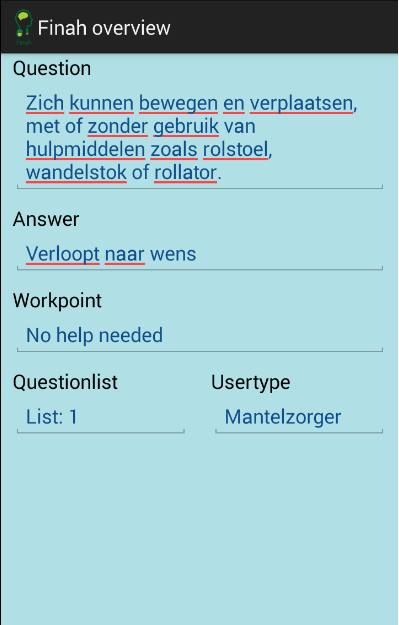 Finah overview
Question
Zich kunnen bewegen en verplaatsen,
met of zonder gebruik van
hulpmiddelen zoals rolstoel,
wandelstok of rollator.
Answer
Verloopt naar wens
Workpoint
No help needed
Questionlist
Usertype
List: 1
Mantelzorger